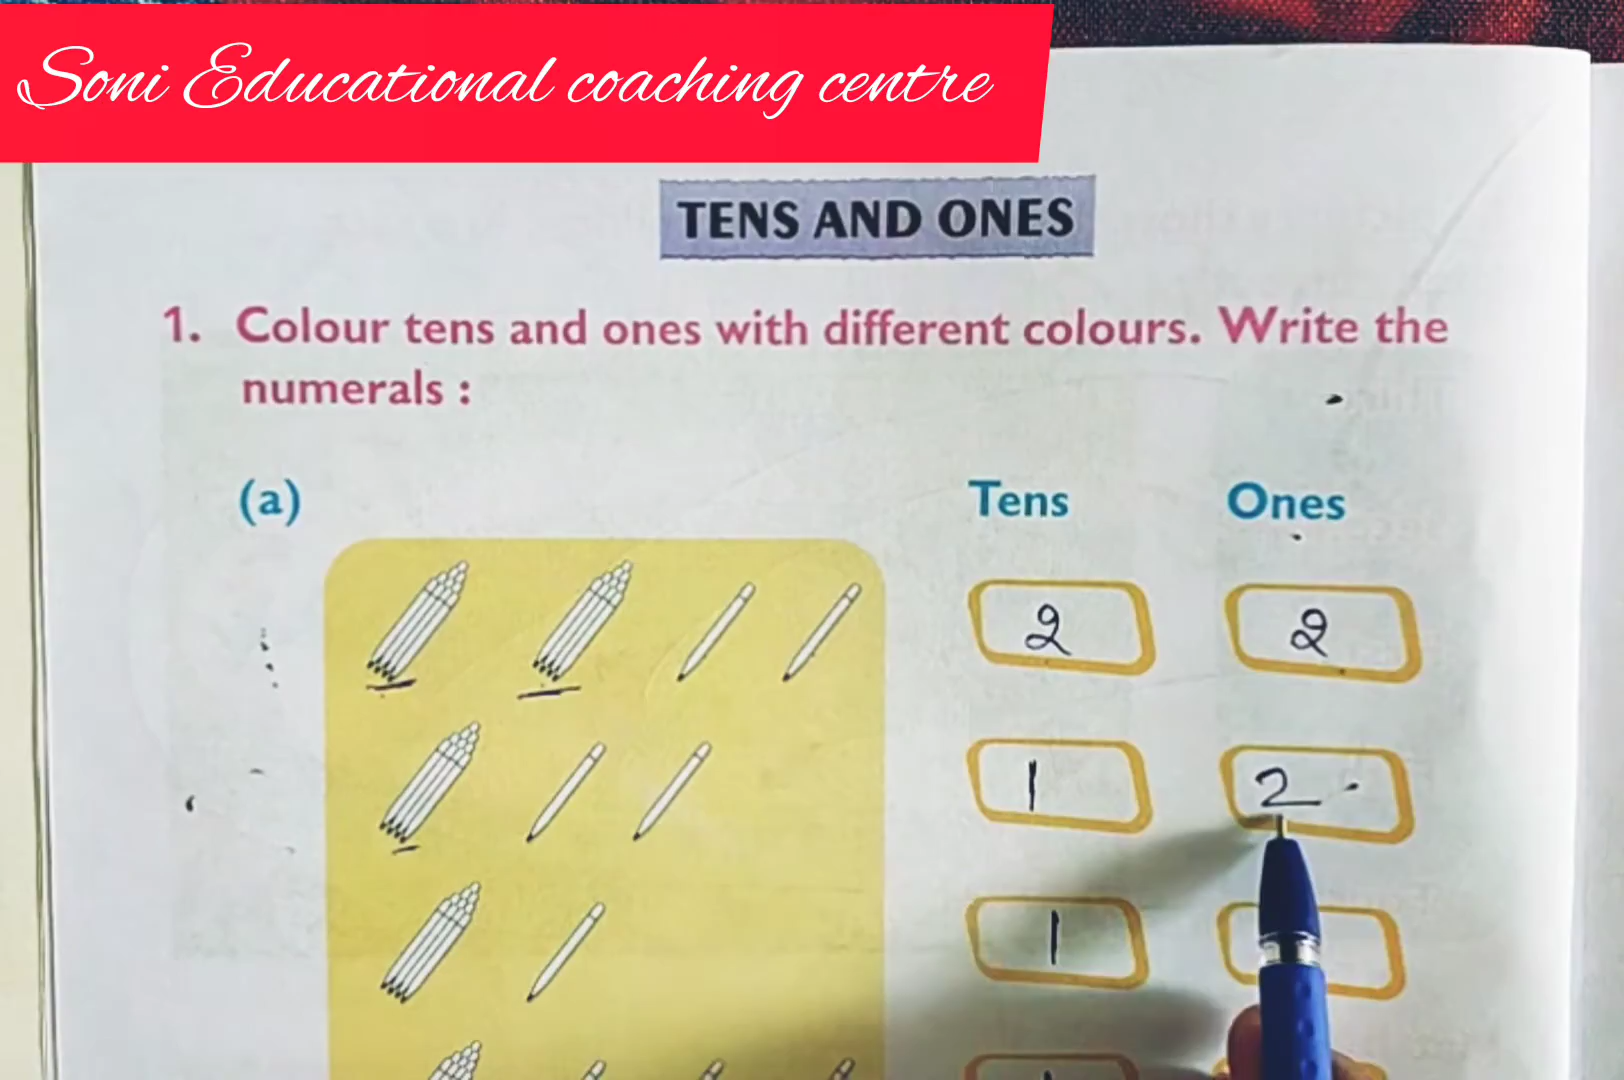 Soni Educational coaching centre
TENS AND ONES
1. Colour tens and ones with different colours. Write the
numerals :
(a) Tens Ones
2 2
1 2
1